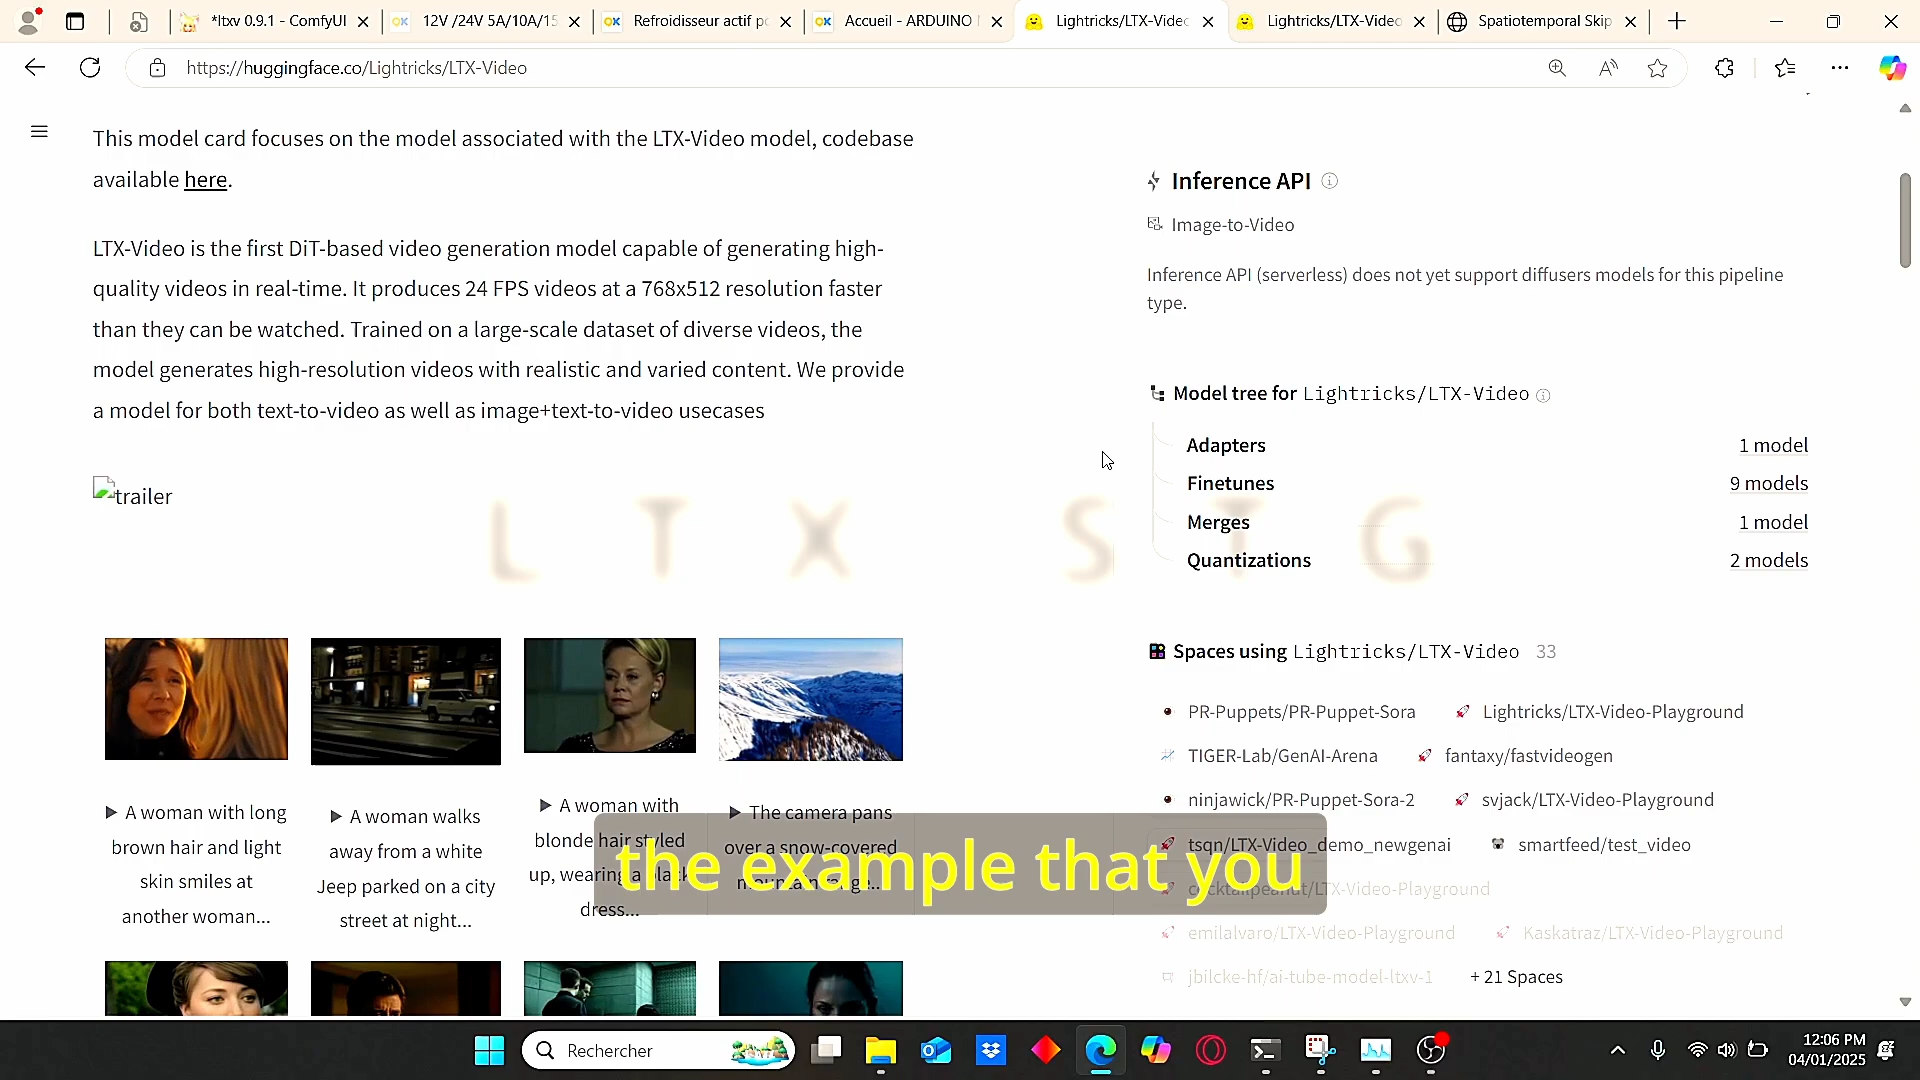 *ltxv 0.9.1 - ComfyUI
12V /24V 5A/10A/15
Refroidisseur actif po
Accueil - ARDUINO
Lightricks/LTX-Video
Lightricks/LTX-Video
Spatiotemporal Skip
https://huggingface.co/Lightricks/LTX-Video
This model card focuses on the model associated with the LTX-Video model, codebase
available here.
LTX-Video is the first DiT-based video generation model capable of generating high-
quality videos in real-time. It produces 24 FPS videos at a 768x512 resolution faster
than they can be watched. Trained on a large-scale dataset of diverse videos, the
model generates high-resolution videos with realistic and varied content. We provide
a model for both text-to-video as well as image+text-to-video usecases
trailer
LTX STG
A woman with long
brown hair and light
skin smiles at
another woman...
A woman walks
away from a white
Jeep parked on a city
street at night...
A woman with
blonde hair styled
up, wearing a black
dress...
The camera pans
over a snow-covered
mountain range...
the example that you
Inference API
Image-to-Video
Inference API (serverless) does not yet support diffusers models for this pipeline
type.
Model tree for Lightricks/LTX-Video
Adapters 1 model
Finetunes 9 models
Merges 1 model
Quantizations 2 models
Spaces using Lightricks/LTX-Video 33
PR-Puppets/PR-Puppet-Sora Lightricks/LTX-Video-Playground
TIGER-Lab/GenAI-Arena fantaxy/fastvideogen
ninjawick/PR-Puppet-Sora-2 svjack/LTX-Video-Playground
tsqn/LTX-Video_demo_newgenai smartfeed/test_video
cocktailpeanut/LTX-Video-Playground
emilalvaro/LTX-Video-Playground Kaskatraz/LTX-Video-Playground
jbilcke-hf/ai-tube-model-ltxv-1 + 21 Spaces
Rechercher
12:06 PM
04/01/2025